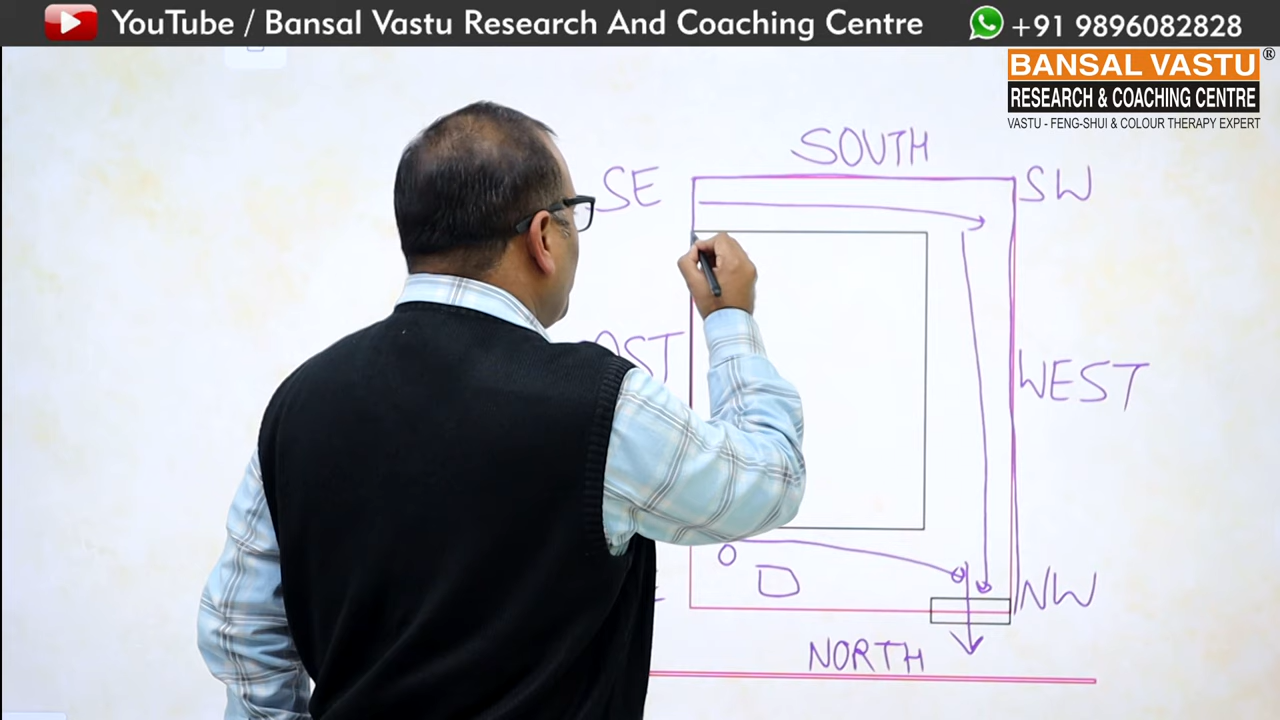 YouTube / Bansal Vastu Research And Coaching Centre
+91 9896082828
BANSAL VASTU®
RESEARCH & COACHING CENTRE
VASTU - FENG-SHUI & COLOUR THERAPY EXPERT
SOUTH
SE
SW
WEST
D
NW
NORTH